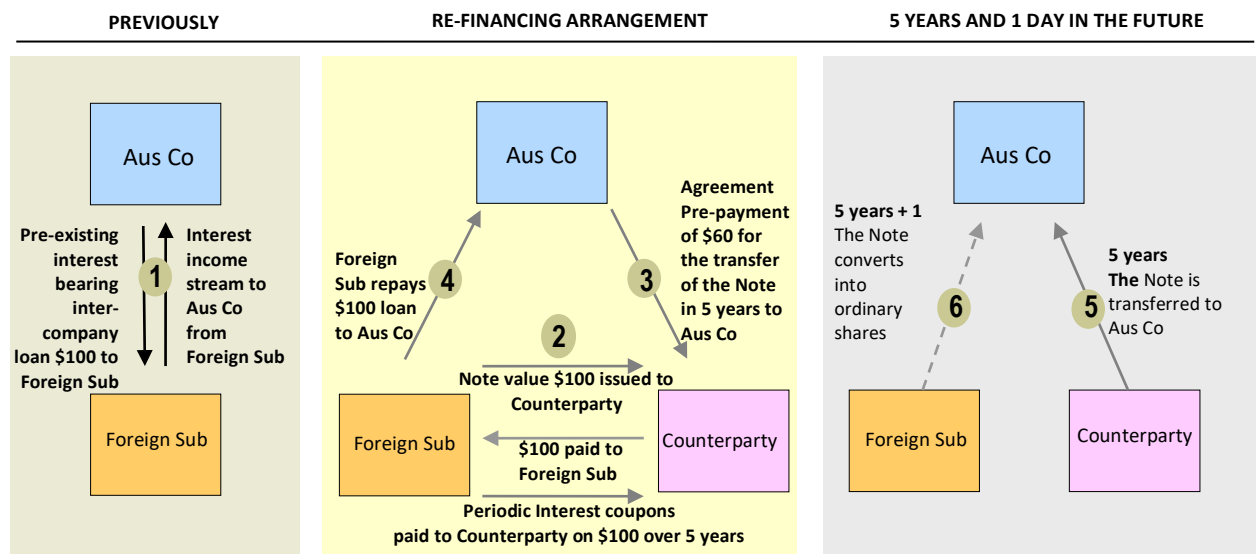 PREVIOUSLY
RE-FINANCING ARRANGEMENT
5 YEARS AND 1 DAY IN THE FUTURE
Aus Co
Pre-existing
interest
bearing
inter-
company
loan $100 to
Foreign Sub
1
Interest
income
stream to
Aus Co
from
Foreign Sub
Foreign Sub
Aus Co
Foreign
Sub repays
$100 loan
to Aus Co
4
3
Agreement
Pre-payment
of $60 for
the transfer
of the Note
in 5 years to
Aus Co
2
Note value $100 issued to
Counterparty
Foreign Sub
$100 paid to
Foreign Sub
Counterparty
Periodic Interest coupons
paid to Counterparty on $100 over 5 years
Aus Co
5 years + 1
The Note
converts
into
ordinary
shares
6
5
5 years
The Note is
transferred to
Aus Co
Foreign Sub
Counterparty